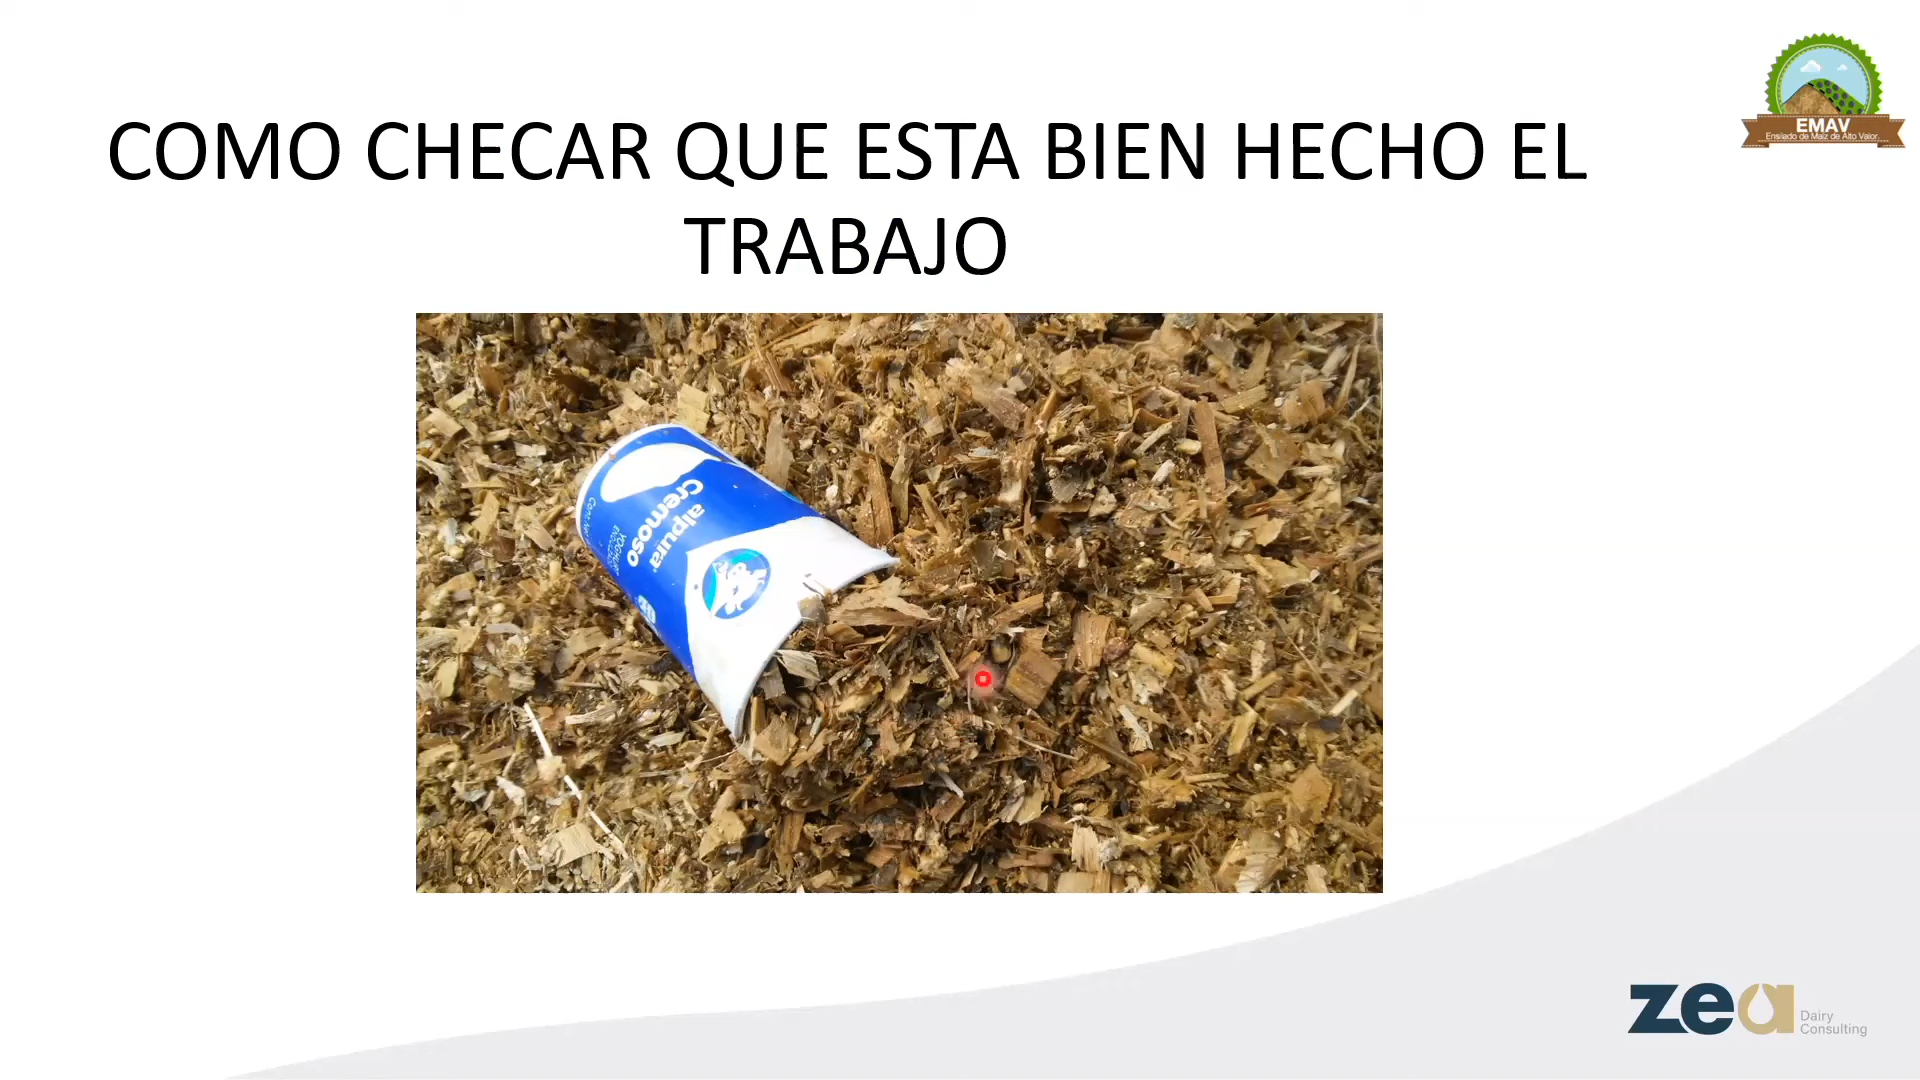 COMO CHECAR QUE ESTA BIEN HECHO EL
TRABAJO
EMAV
Ensilado de Maíz de Alto Valor
alpura
Cremoso
zea
Dairy
Consulting